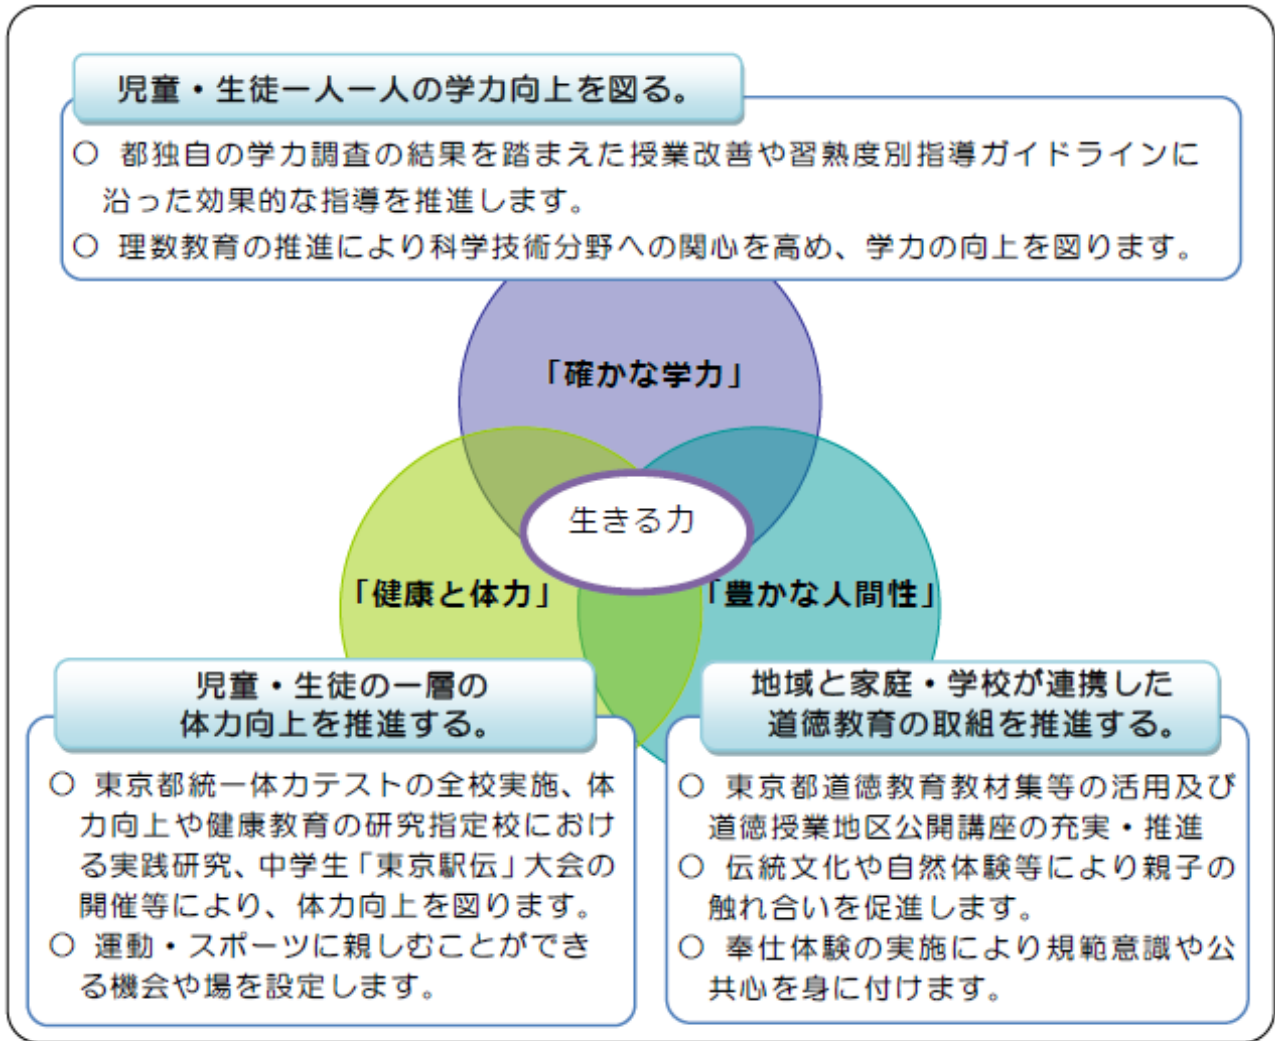 児童・生徒一人一人の学力向上を図る。
○ 都独自の学力調査の結果を踏まえた授業改善や習熟度別指導ガイドラインに
沿った効果的な指導を推進します。
○ 理数教育の推進により科学技術分野への関心を高め、学力の向上を図ります。
「確かな学力」
生きる力
「健康と体力」
「豊かな人間性」
児童・生徒の一層の
体力向上を推進する。
○ 東京都統一体力テストの全校実施、体
力向上や健康教育の研究指定校におけ
る実践研究、中学生「東京駅伝」大会の
開催等により、体力向上を図ります。
○ 運動・スポーツに親しむことができ
る機会や場を設定します。
地域と家庭・学校が連携した
道徳教育の取組を推進する。
○ 東京都道徳教育教材集等の活用及び
道徳授業地区公開講座の充実・推進
○ 伝統文化や自然体験等により親子の
触れ合いを促進します。
○ 奉仕体験の実施により規範意識や公
共心を身に付けます。